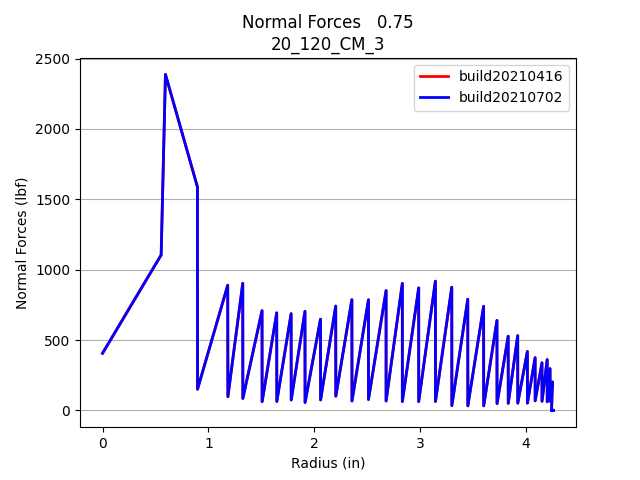 Normal Forces   0.75
20_120_CM_3
build20210416
build20210702
2500
2000
1500
1000
500
0
Normal Forces (lbf)
0 1 2 3 4
Radius (in)